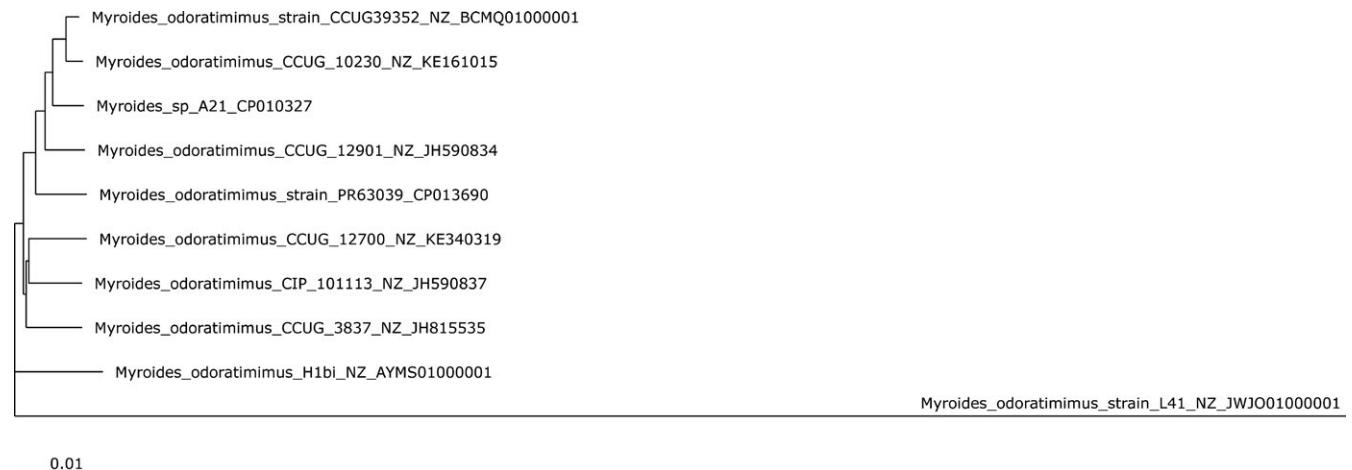 Myroides_odoratimimus_strain_CCUG39352_NZ_BCMQ01000001
Myroides_odoratimimus_CCUG_10230_NZ_KE161015
Myroides_sp_A21_CP010327
Myroides_odoratimimus_CCUG_12901_NZ_JH590834
Myroides_odoratimimus_strain_PR63039_CP013690
Myroides_odoratimimus_CCUG_12700_NZ_KE340319
Myroides_odoratimimus_CIP_101113_NZ_JH590837
Myroides_odoratimimus_CCUG_3837_NZ_JH815535
Myroides_odoratimimus_H1bi_NZ_AYMS01000001
Myroides_odoratimimus_strain_L41_NZ_JWJO01000001
0.01